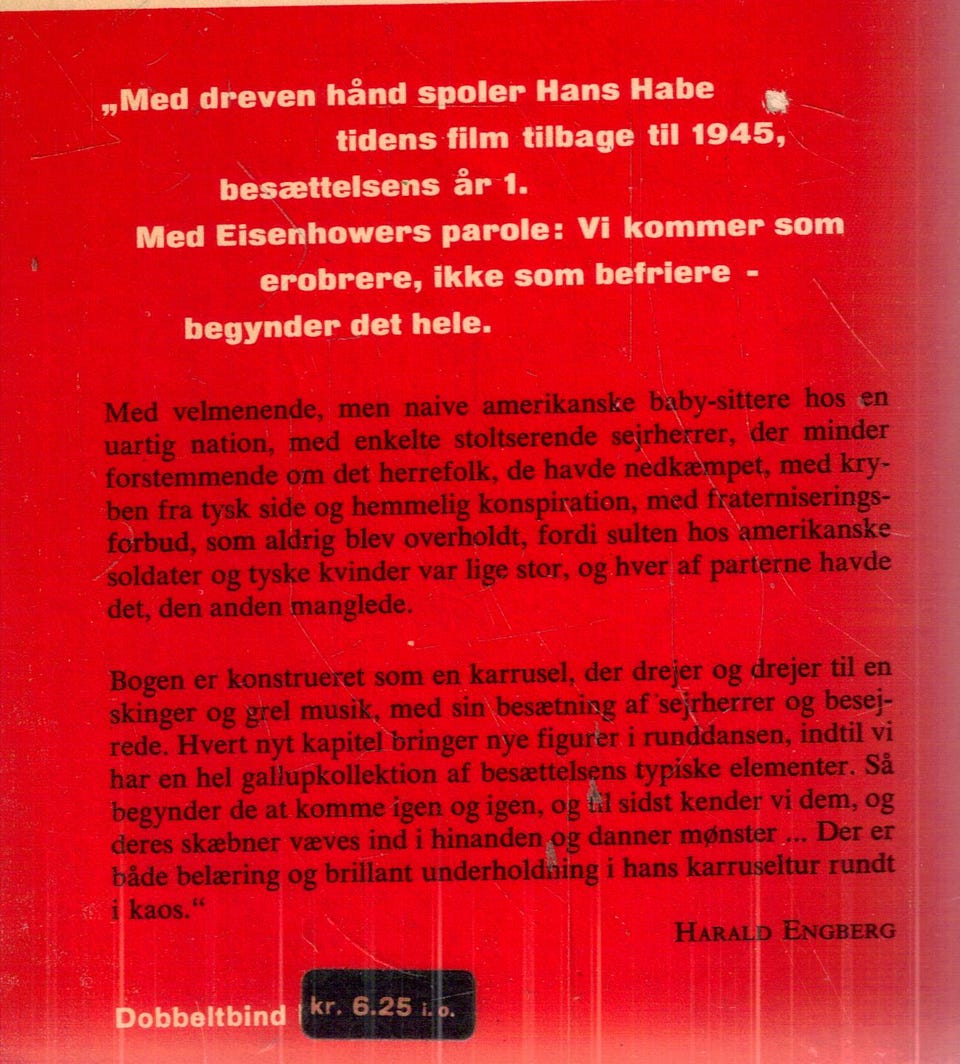 „Med dreven hånd spoler Hans Habe
tidens film tilbage til 1945,
besættelsens år 1.
Med Eisenhowers parole: Vi kommer som
erobrere, ikke som befriere -
begynder det hele.
Med velmenende, men naive amerikanske baby-sittere hos en
uartig nation, med enkelte stoltserende sejrherrer, der minder
forstemmende om det herrefolk, de havde nedkæmpet, med kry-
ben fra tysk side og hemmelig konspiration, med fraterniserings-
forbud, som aldrig blev overholdt, fordi sulten hos amerikanske
soldater og tyske kvinder var lige stor, og hver af parterne havde
det, den anden manglede.
Bogen er konstrueret som en karrusel, der drejer og drejer til en
skinger og grel musik, med sin besætning af sejrherrer og besej-
rede. Hvert nyt kapitel bringer nye figurer i runddansen, indtil vi
har en hel gallupkollektion af besættelsens typiske elementer. Så
begynder de at komme igen og igen, og til sidst kender vi dem, og
deres skæbner væves ind i hinanden og danner mønster ... Der er
både belæring og brillant underholdning i hans karruseltur rundt
i kaos.“
HARALD ENGBERG
Dobbeltbind kr. 6.25 i. o.